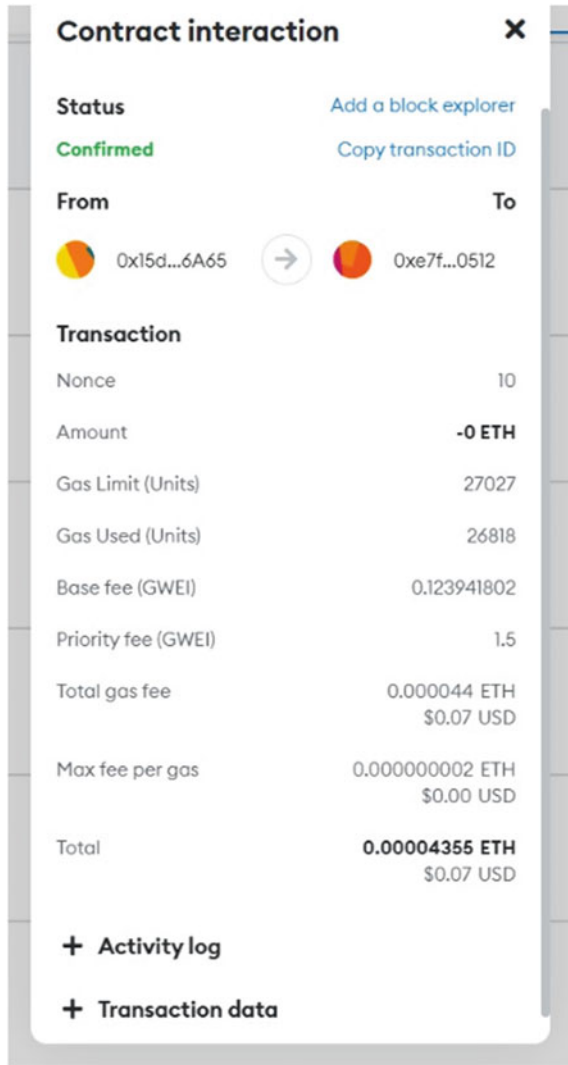 Contract interaction
Status Add a block explorer
Confirmed Copy transaction ID
From To
0x15d...6A65 0xe7f...0512
Transaction
Nonce 10
Amount -0 ETH
Gas Limit (Units) 27027
Gas Used (Units) 26818
Base fee (GWEI) 0.123941802
Priority fee (GWEI) 1.5
Total gas fee 0.000044 ETH
$0.07 USD
Max fee per gas 0.000000002 ETH
$0.00 USD
Total 0.00004355 ETH
$0.07 USD
+ Activity log
+ Transaction data